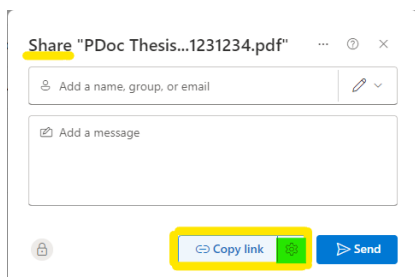 Share "PDoc Thesis...1231234.pdf"
Add a name, group, or email
Add a message
Copy link
Send